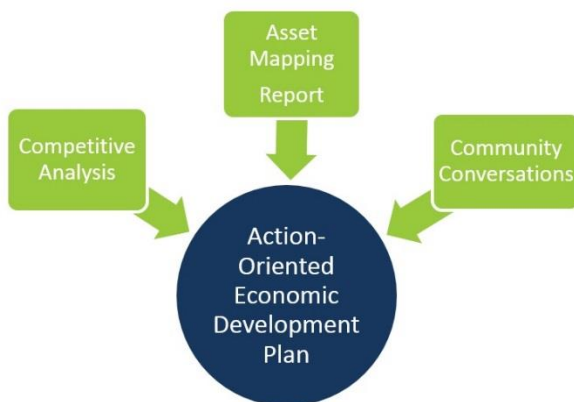 Asset
Mapping
Report
Competitive
Analysis
Community
Conversations
Action-
Oriented
Economic
Development
Plan